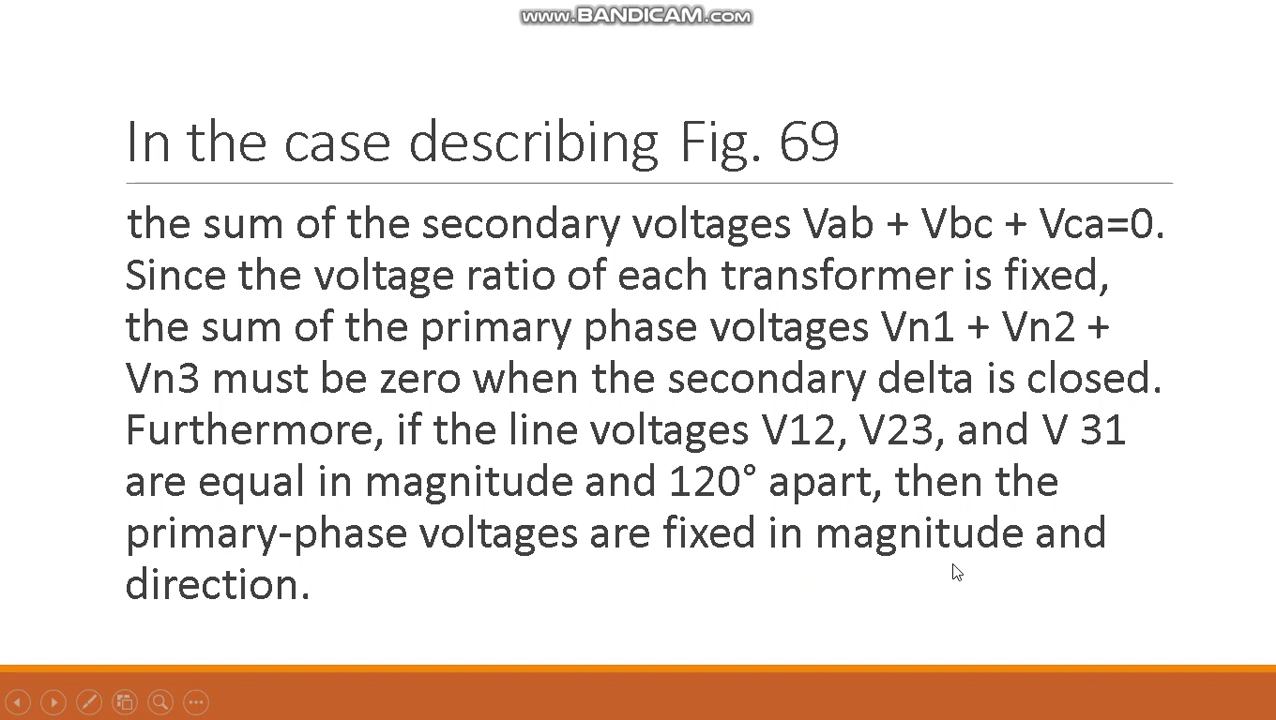 www.BANDICAM.com
In the case describing Fig. 69
the sum of the secondary voltages Vab + Vbc + Vca=0.
Since the voltage ratio of each transformer is fixed,
the sum of the primary phase voltages Vn1 + Vn2 +
Vn3 must be zero when the secondary delta is closed.
Furthermore, if the line voltages V12, V23, and V 31
are equal in magnitude and 120° apart, then the
primary-phase voltages are fixed in magnitude and
direction.